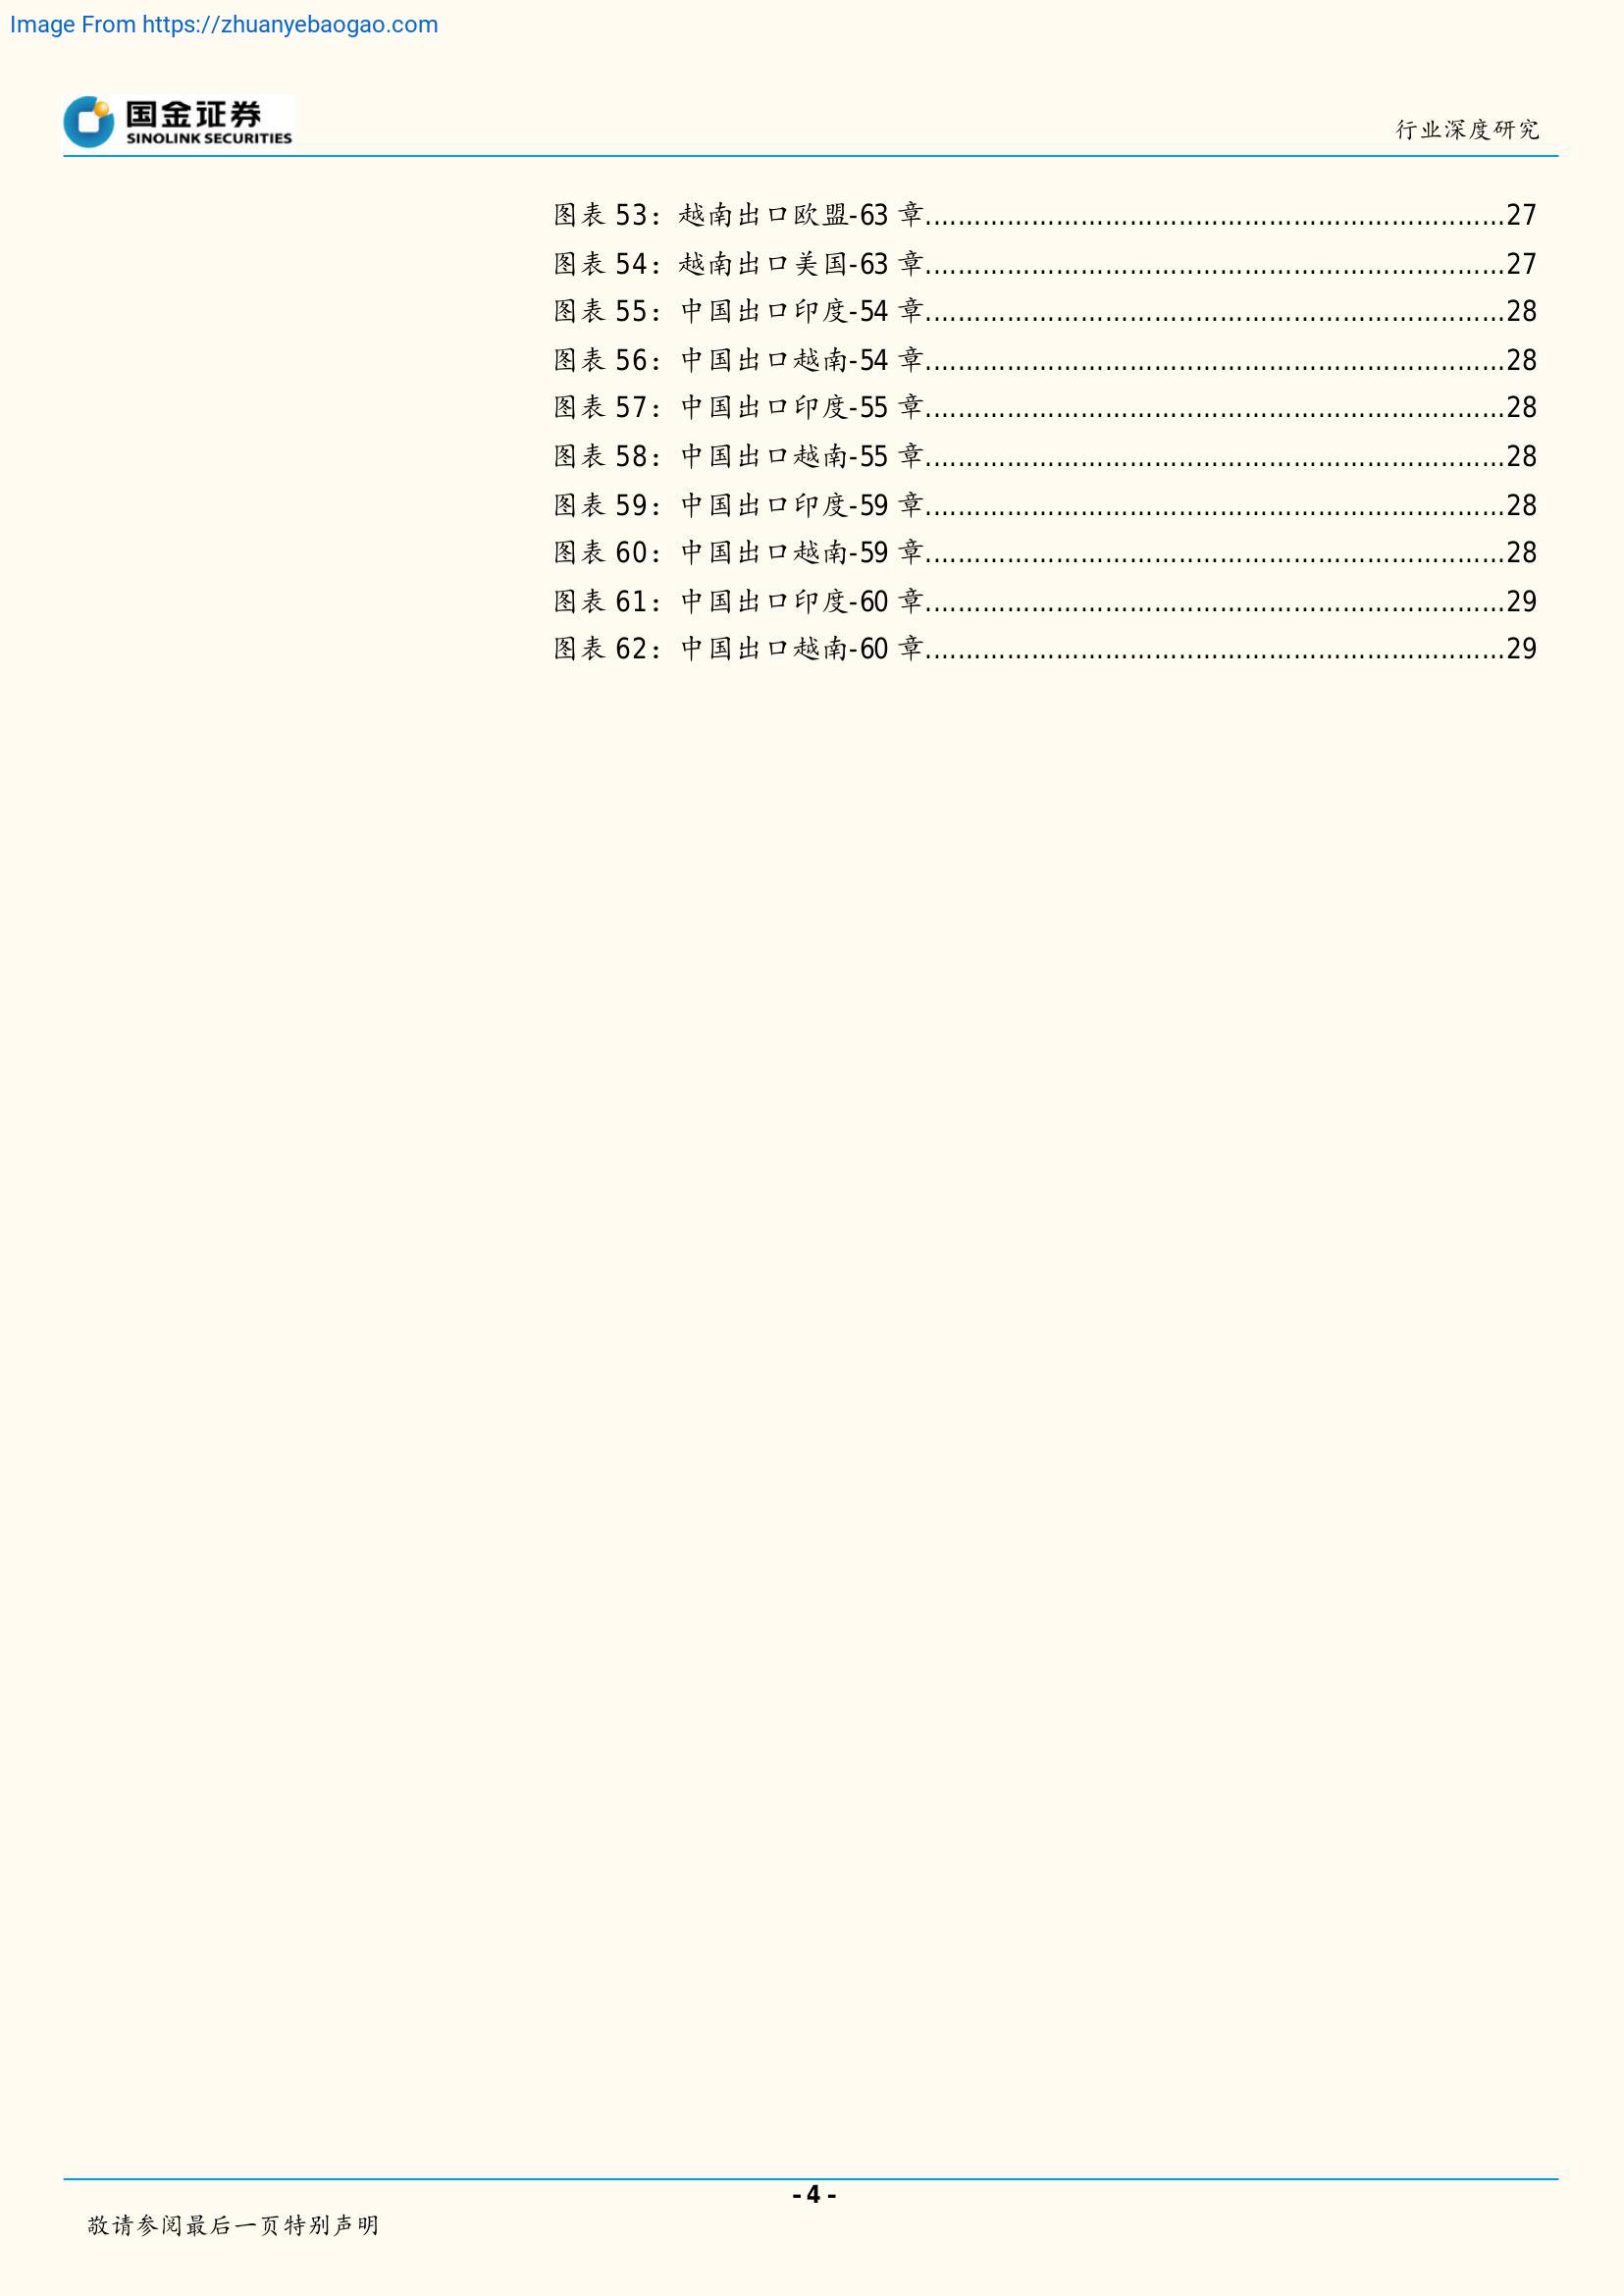 Image From https://zhuanyebaogao.com
国金证券
SINOLINK SECURITIES
行业深度研究
图表 53：越南出口欧盟-63 章......................................................................27
图表 54：越南出口美国-63 章......................................................................27
图表 55：中国出口印度-54 章......................................................................28
图表 56：中国出口越南-54 章......................................................................28
图表 57：中国出口印度-55 章......................................................................28
图表 58：中国出口越南-55 章......................................................................28
图表 59：中国出口印度-59 章......................................................................28
图表 60：中国出口越南-59 章......................................................................28
图表 61：中国出口印度-60 章......................................................................29
图表 62：中国出口越南-60 章......................................................................29
- 4 -
敬请参阅最后一页特别声明